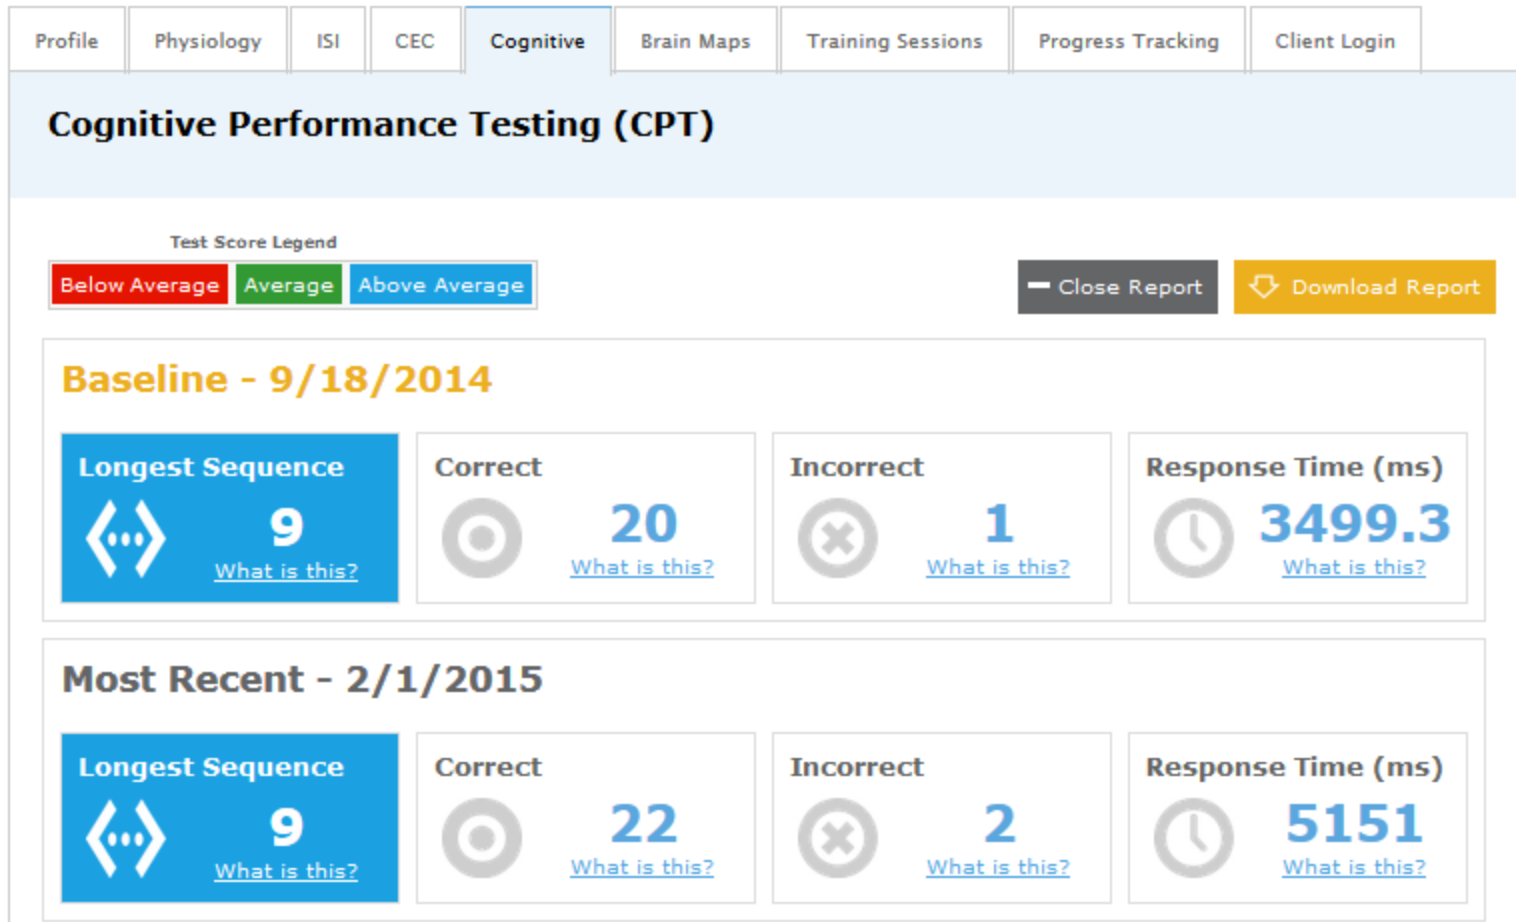 Profile Physiology ISI CEC Cognitive Brain Maps Training Sessions Progress Tracking Client Login
Cognitive Performance Testing (CPT)
Test Score Legend
Below Average Average Above Average
Close Report Download Report
Baseline - 9/18/2014
Longest Sequence Correct Incorrect Response Time (ms)
9 20 1 3499.3
What is this? What is this? What is this? What is this?
Most Recent - 2/1/2015
Longest Sequence Correct Incorrect Response Time (ms)
9 22 2 5151
What is this? What is this? What is this? What is this?